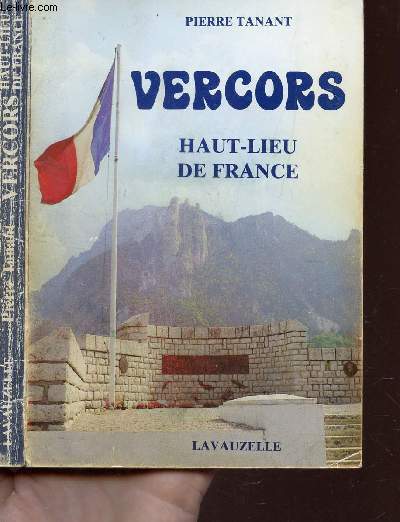 Le-livre.com
PIERRE TANANT
VERCORS
HAUT-LIEU
DE FRANCE
LAVAUZELLE
LAVAUZELLE
Pierre Tanant
VERCORS
HAUT-LIEU
DE FRANCE